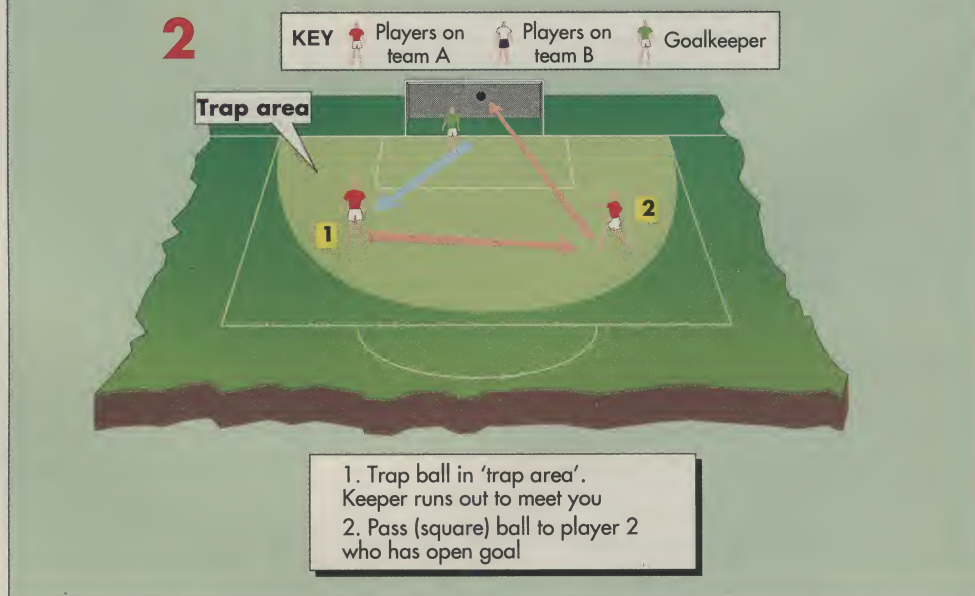 2
KEY
Players on
team A
Players on
team B
Goalkeeper
Trap area
1
2
1. Trap ball in 'trap area'.
Keeper runs out to meet you
2. Pass (square) ball to player 2
who has open goal